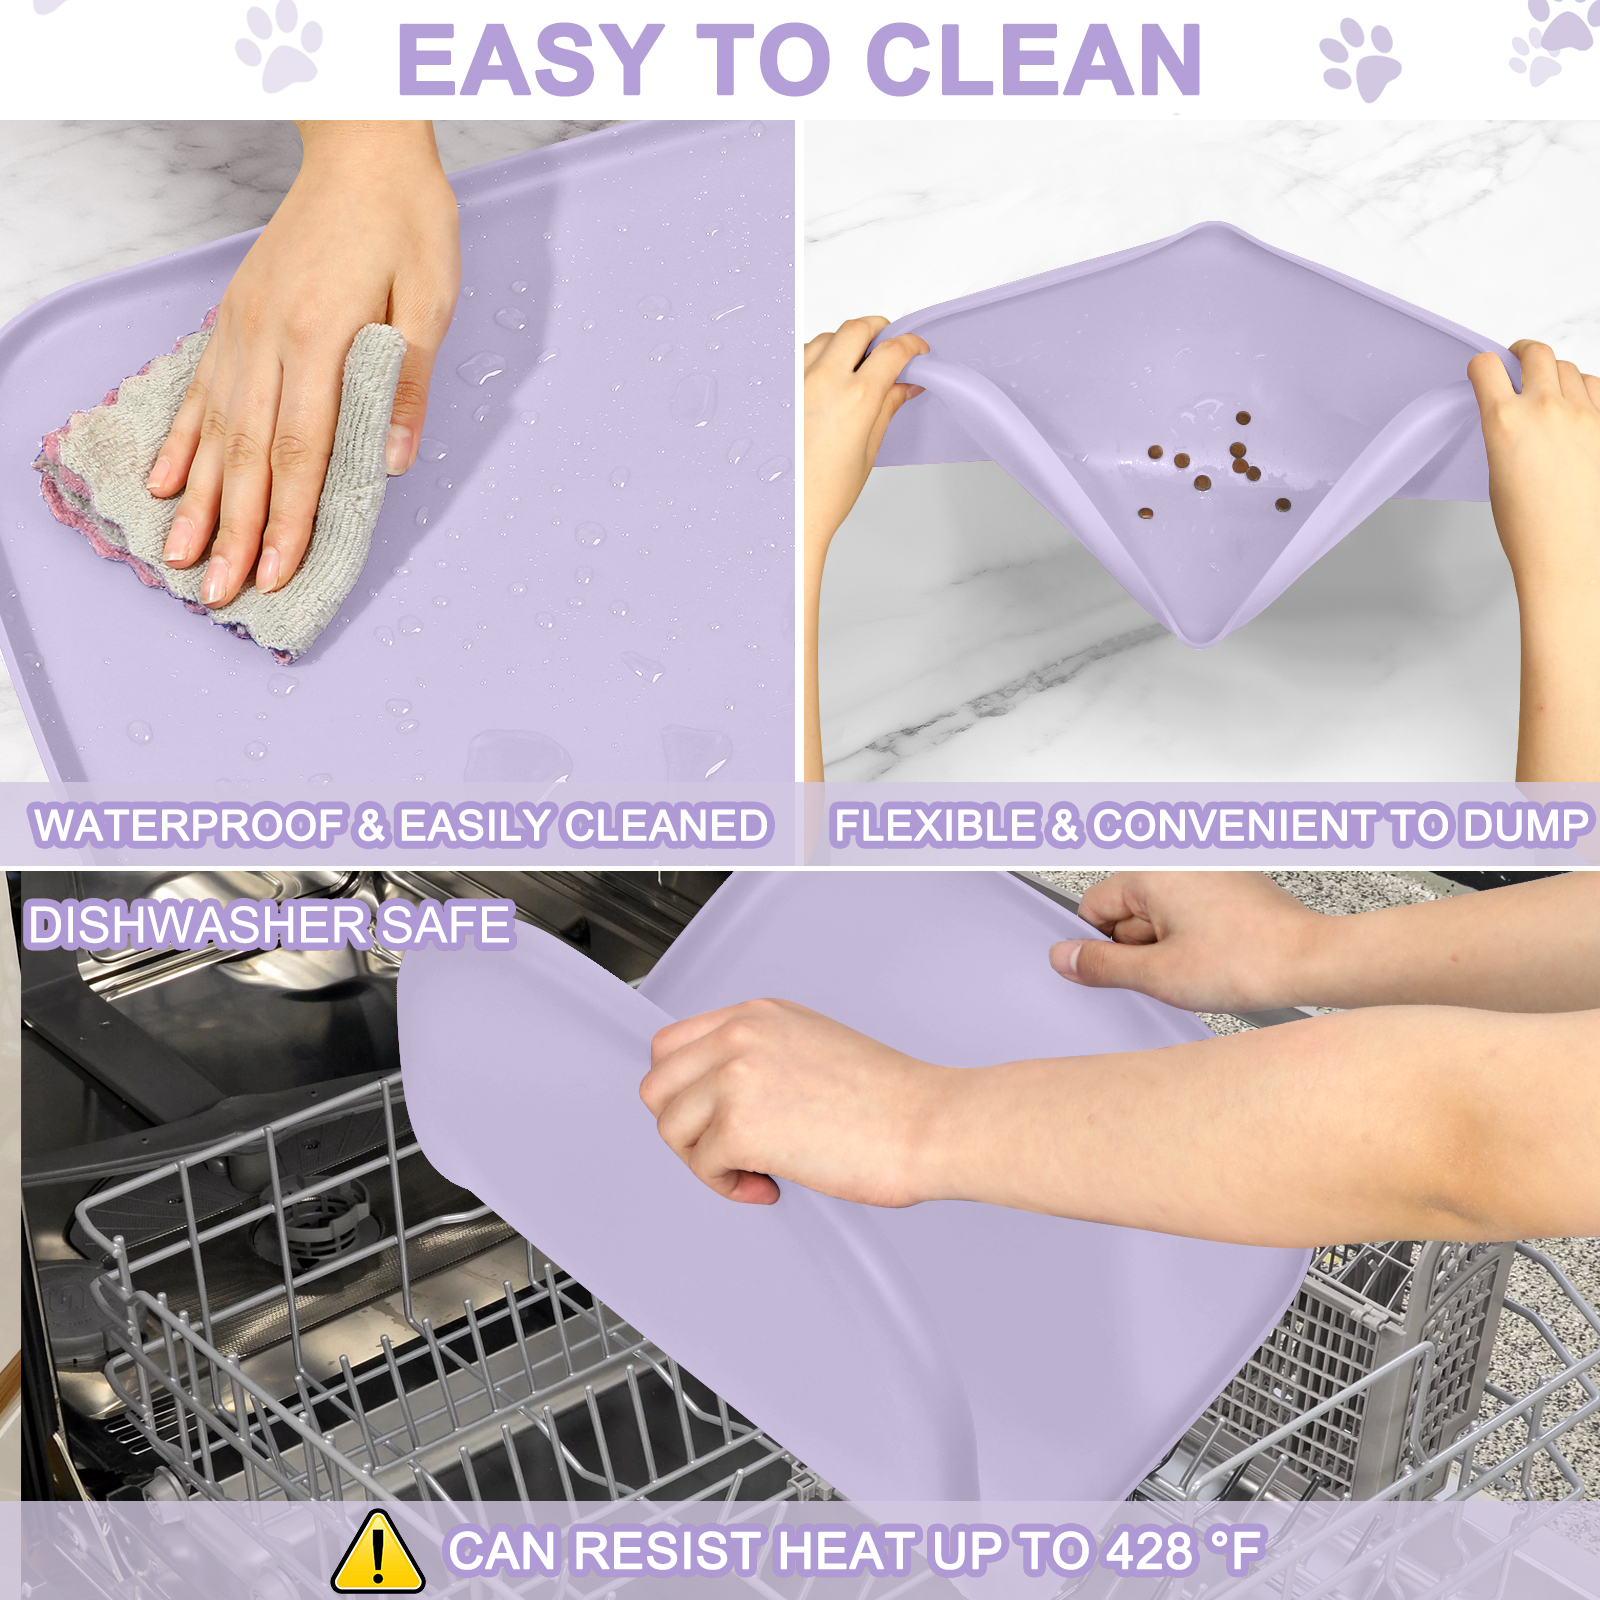 EASY TO CLEAN
WATERPROOF & EASILY CLEANED
FLEXIBLE & CONVENIENT TO DUMP
DISHWASHER SAFE
CAN RESIST HEAT UP TO 428 °F